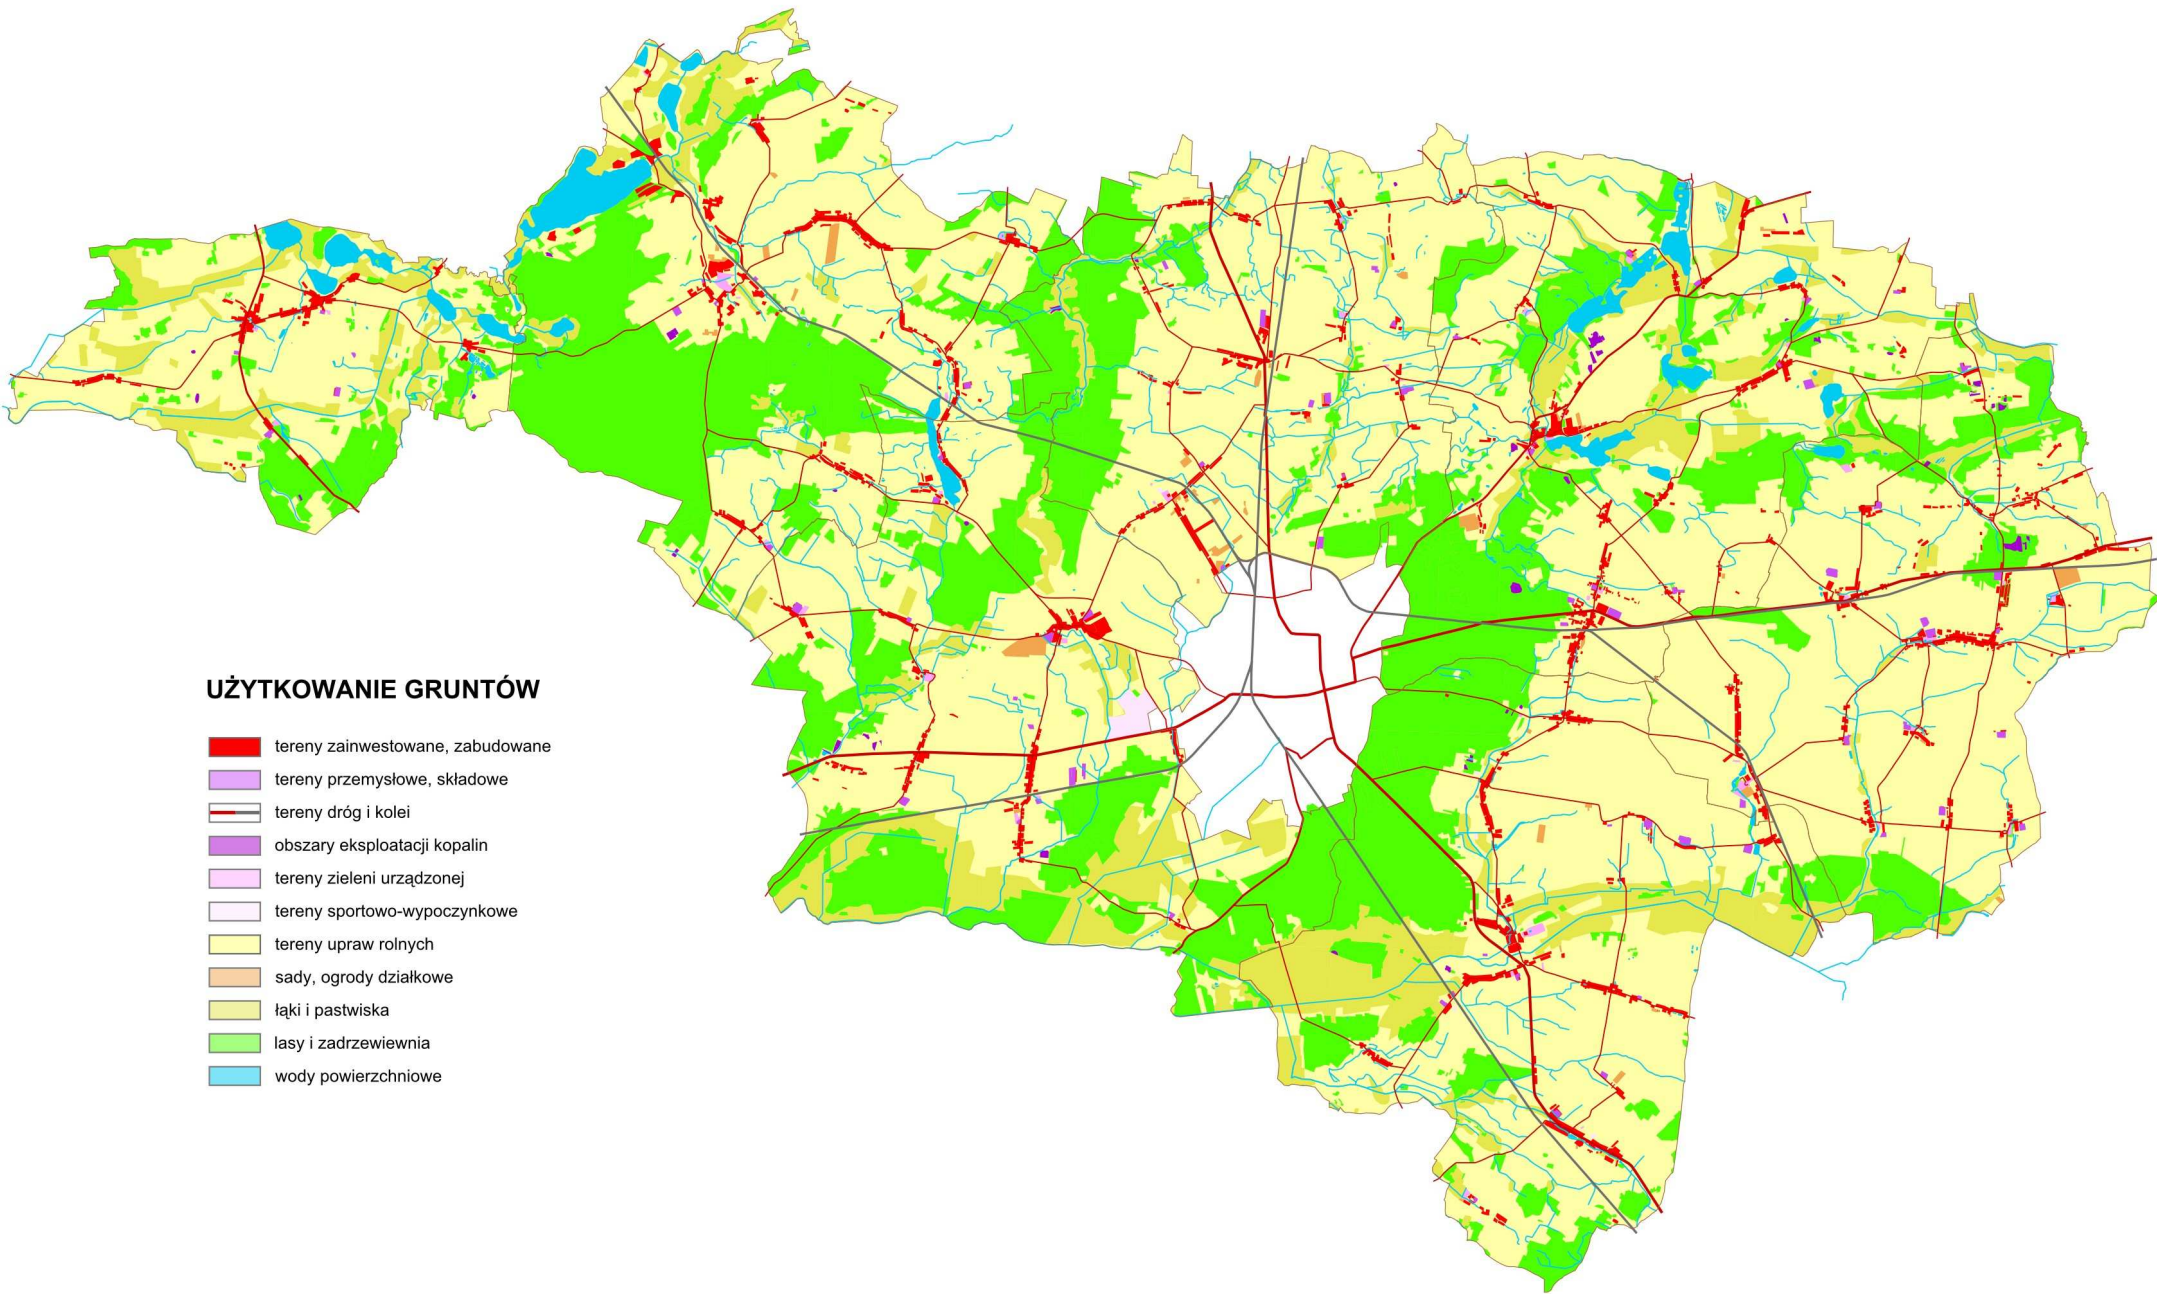 UŻYTKOWANIE GRUNTÓW
tereny zainwestowane, zabudowane
tereny przemysłowe, składowe
tereny dróg i kolei
obszary eksploatacji kopalin
tereny zieleni urządzonej
tereny sportowo-wypoczynkowe
tereny upraw rolnych
sady, ogrody działkowe
łąki i pastwiska
lasy i zadrzewiewnia
wody powierzchniowe